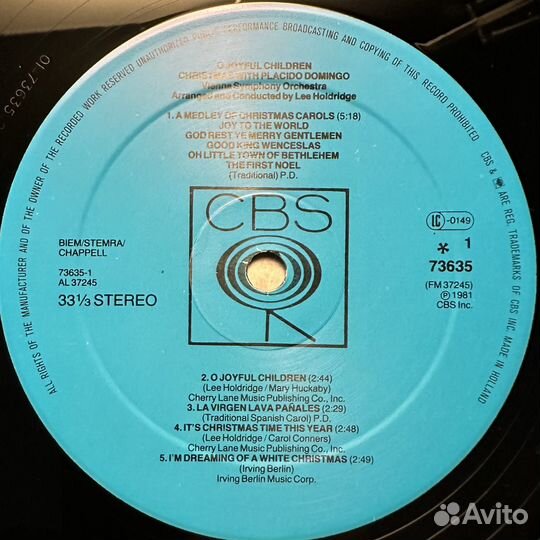 ALL RIGHTS OF THE MANUFACTURER AND OF THE OWNER OF THE RECORDED WORK RESERVED UNAUTHORIZED PUBLIC PERFORMANCE BROADCASTING AND COPYING OF THIS RECORD PROHIBITED
CBS & ARE REG. TRADEMARKS OF CBS INC. MADE IN HOLLAND
01-73635
O JOYFUL CHILDREN
CHRISTMAS WITH PLACIDO DOMINGO
Vienna Symphony Orchestra
Arranged and Conducted by Lee Holdridge
1. A MEDLEY OF CHRISTMAS CAROLS (5:18)
JOY TO THE WORLD
GOD REST YE MERRY GENTLEMEN
GOOD KING WENCESLAS
OH LITTLE TOWN OF BETHLEHEM
THE FIRST NOEL
(Traditional) P.D.
CBS
BIEM/STEMRA/
CHAPPELL
73635-1
AL 37245
33 1/3 STEREO
LC-0149
* 1
73635
(FM 37245)
℗ 1981
CBS Inc.
2. O JOYFUL CHILDREN (2:44)
(Lee Holdridge / Mary Huckaby)
Cherry Lane Music Publishing Co., Inc.
3. LA VIRGEN LAVA PAÑALES (2:29)
(Traditional Spanish Carol) P.D.
4. IT'S CHRISTMAS TIME THIS YEAR (2:48)
(Lee Holdridge / Carol Conners)
Cherry Lane Music Publishing Co., Inc.
5. I'M DREAMING OF A WHITE CHRISTMAS (2:49)
(Irving Berlin)
Irving Berlin Music Corp.
Avito